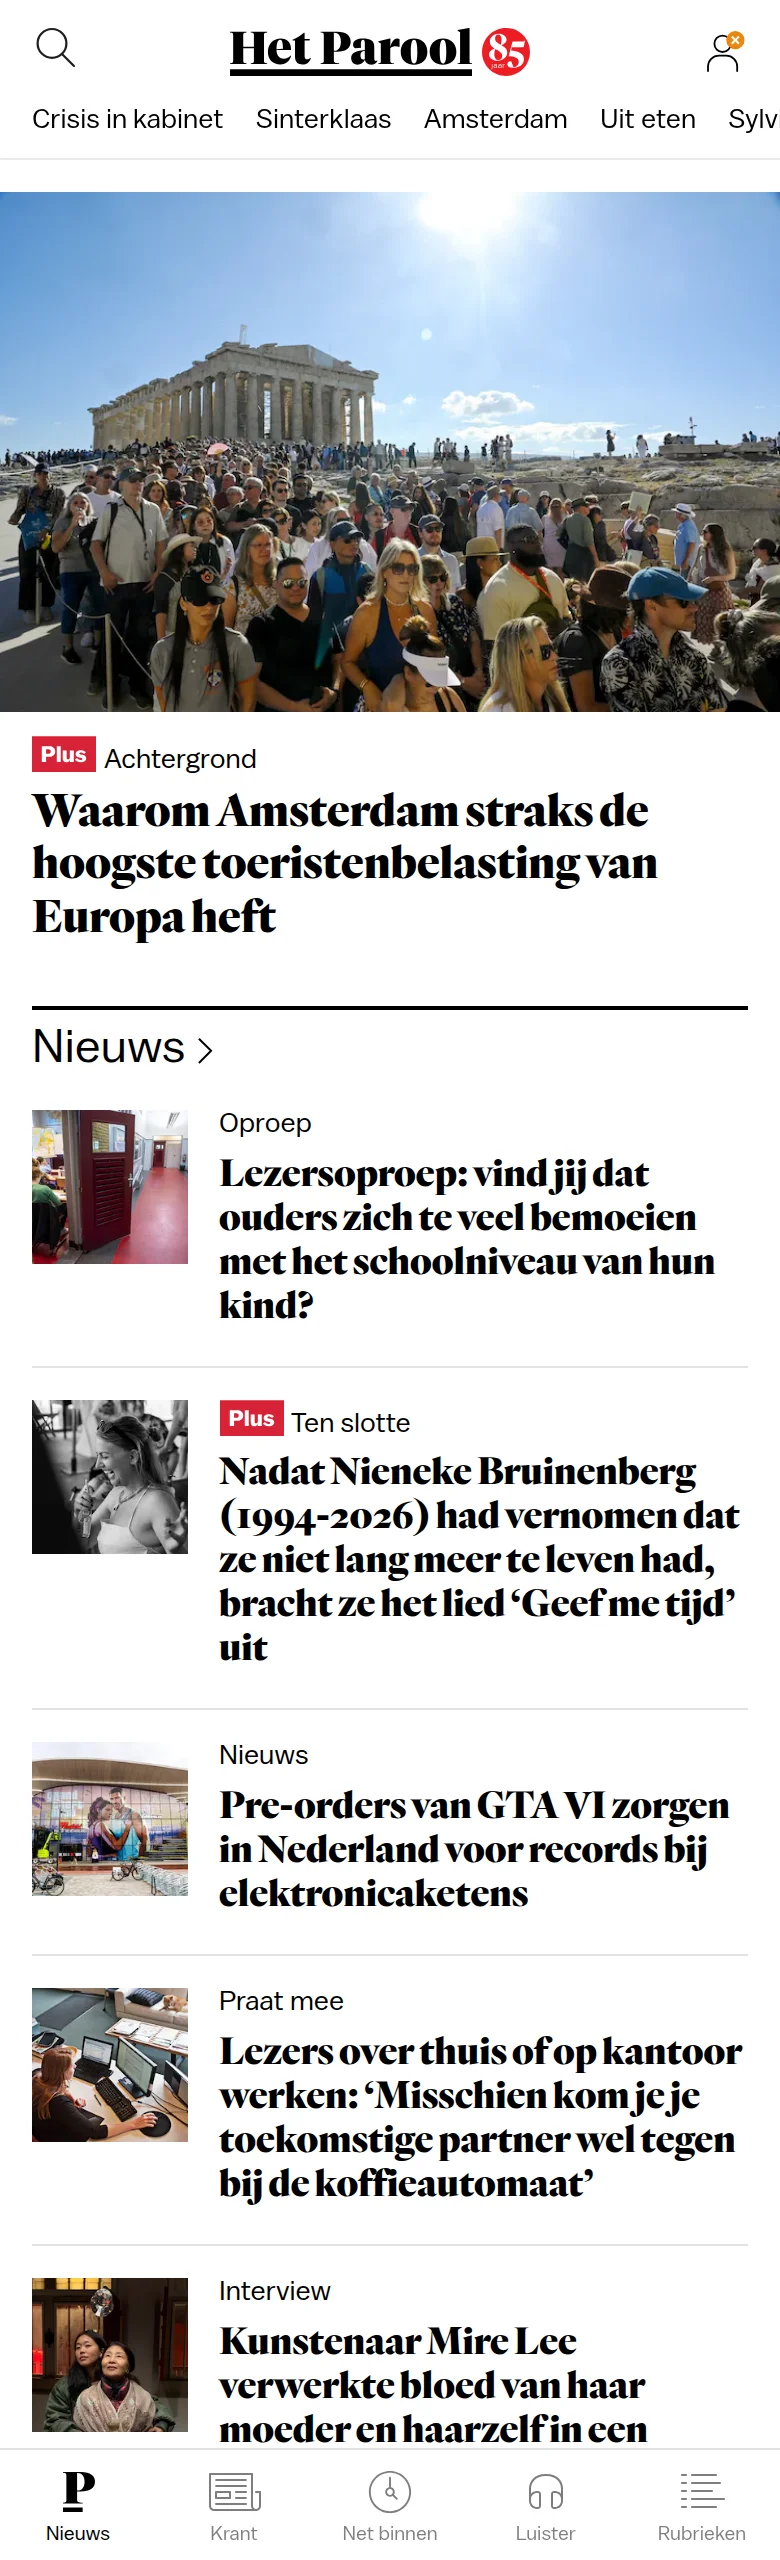 Het Parool 85 jaar
Crisis in kabinet Sinterklaas Amsterdam Uit eten Sylvi
Plus Achtergrond
Waarom Amsterdam straks de
hoogste toeristenbelasting van
Europa heft
Nieuws
Oproep
Lezersoproep: vind jij dat
ouders zich te veel bemoeien
met het schoolniveau van hun
kind?
Plus Ten slotte
Nadat Nieneke Bruinenberg
(1994-2026) had vernomen dat
ze niet lang meer te leven had,
bracht ze het lied ‘Geef me tijd’
uit
Nieuws
Pre-orders van GTA VI zorgen
in Nederland voor records bij
elektronicaketens
Praat mee
Lezers over thuis of op kantoor
werken: ‘Misschien kom je je
toekomstige partner wel tegen
bij de koffieautomaat’
Interview
Kunstenaar Mire Lee
verwerkte bloed van haar
moeder en haarzelf in een
P
Nieuws Krant Net binnen Luister Rubrieken